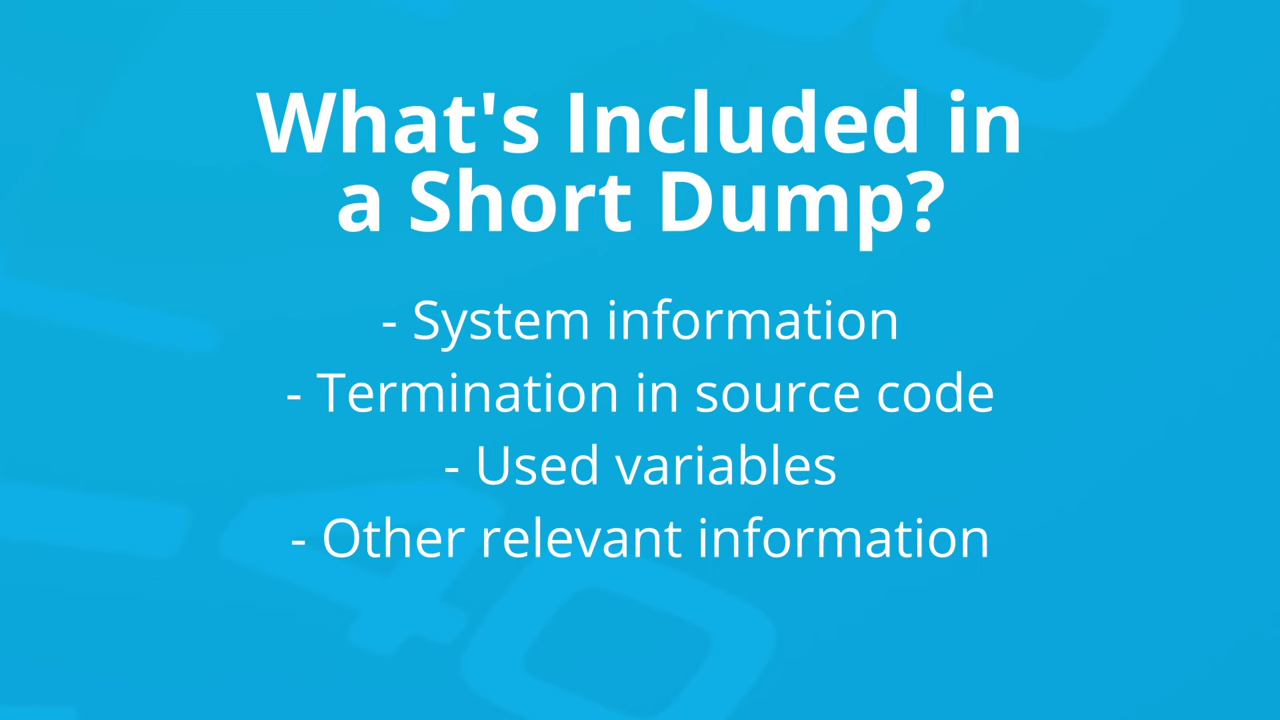 What's Included in
a Short Dump?
- System information
- Termination in source code
- Used variables
- Other relevant information